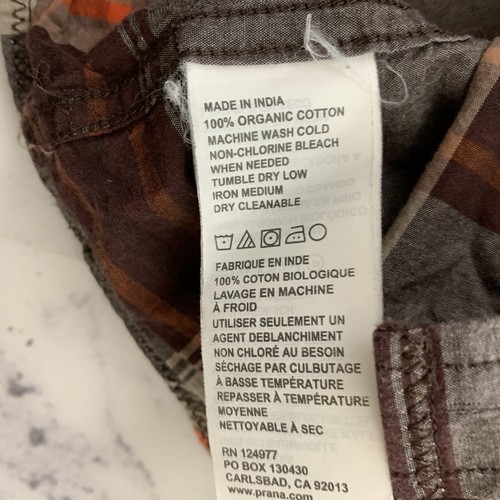 MADE IN INDIA
100% ORGANIC COTTON
MACHINE WASH COLD
NON-CHLORINE BLEACH
WHEN NEEDED
TUMBLE DRY LOW
IRON MEDIUM
DRY CLEANABLE
FABRIQUE EN INDE
100% COTON BIOLOGIQUE
LAVAGE EN MACHINE
À FROID
UTILISER SEULEMENT UN
AGENT DEBLANCHIMENT
NON CHLORÉ AU BESOIN
SÉCHAGE PAR CULBUTAGE
À BASSE TEMPÉRATURE
REPASSER À TEMPÉRATURE
MOYENNE
NETTOYABLE À SEC
RN 124977
PO BOX 130430
CARLSBAD, CA 92013
www.prana.com